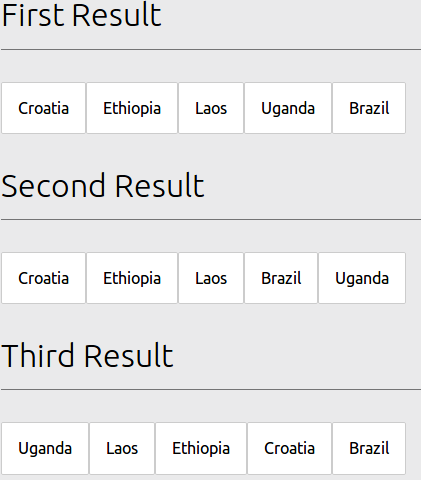 First Result
Croatia Ethiopia Laos Uganda Brazil
Second Result
Croatia Ethiopia Laos Brazil Uganda
Third Result
Uganda Laos Ethiopia Croatia Brazil